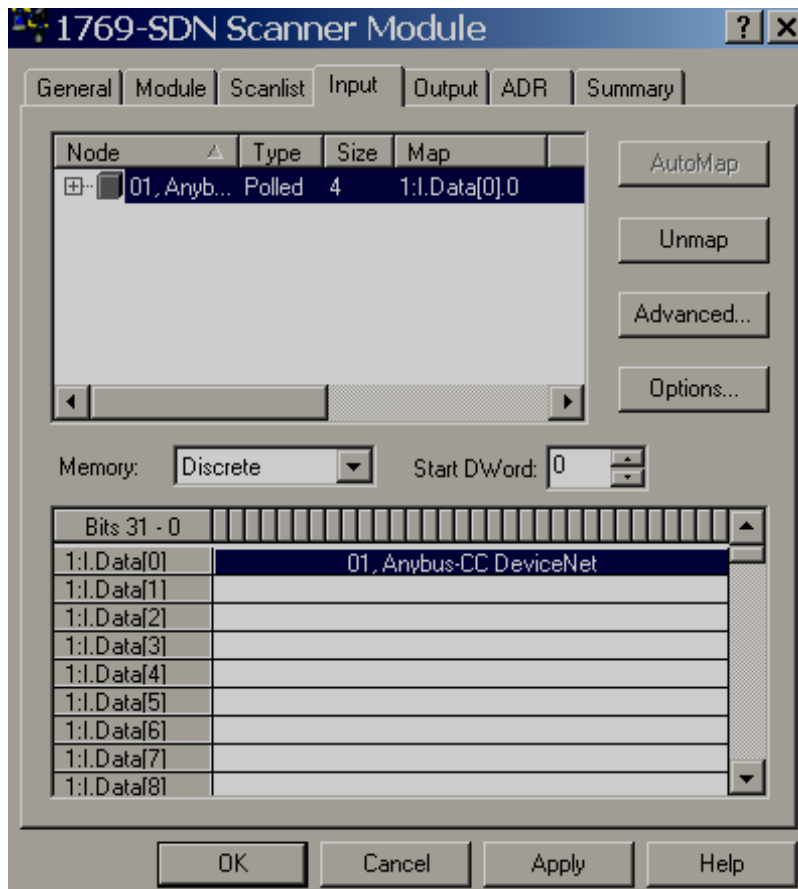 1769-SDN Scanner Module ?
General Module Scanlist Input Output ADR Summary
Node Type Size Map
01, Anyb... Polled 4 1:I.Data[0].0
AutoMap
Unmap
Advanced...
Options...
Memory: Discrete Start DWord: 0
Bits 31 - 0
1:I.Data[0] 01, Anybus-CC DeviceNet
1:I.Data[1]
1:I.Data[2]
1:I.Data[3]
1:I.Data[4]
1:I.Data[5]
1:I.Data[6]
1:I.Data[7]
1:I.Data[8]
OK Cancel Apply Help